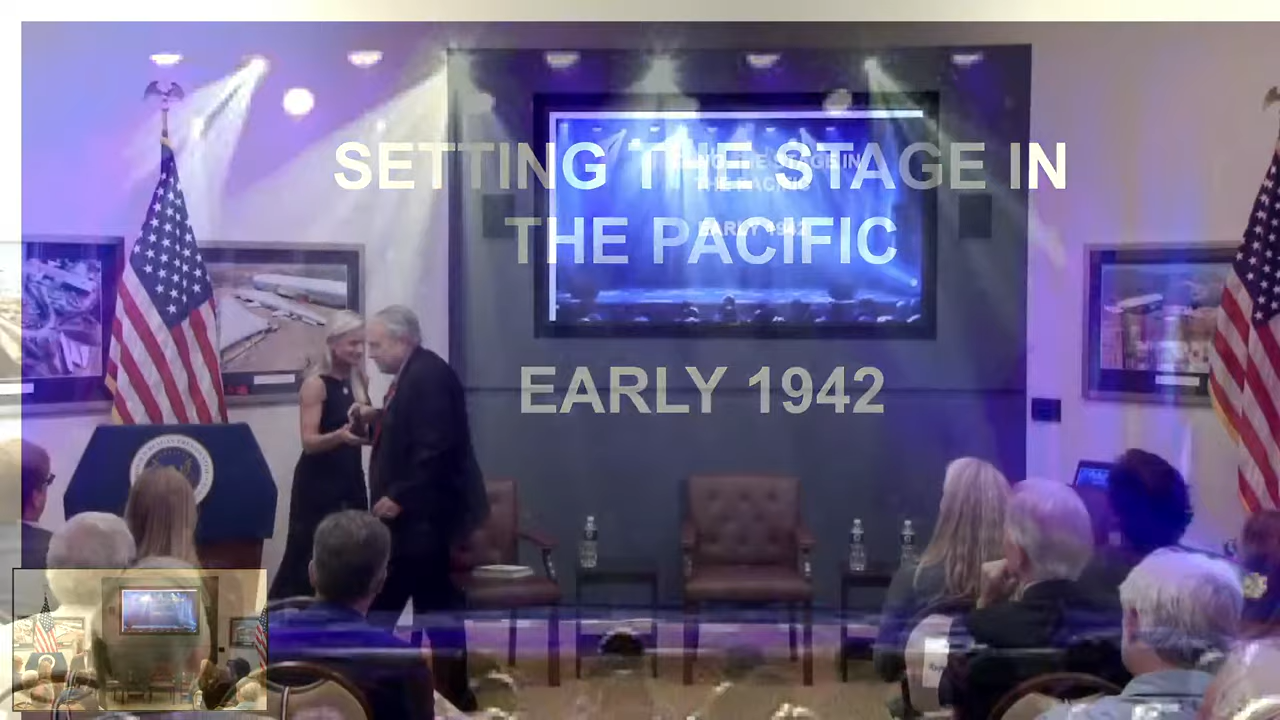 SETTING THE STAGE IN
THE PACIFIC
EARLY 1942